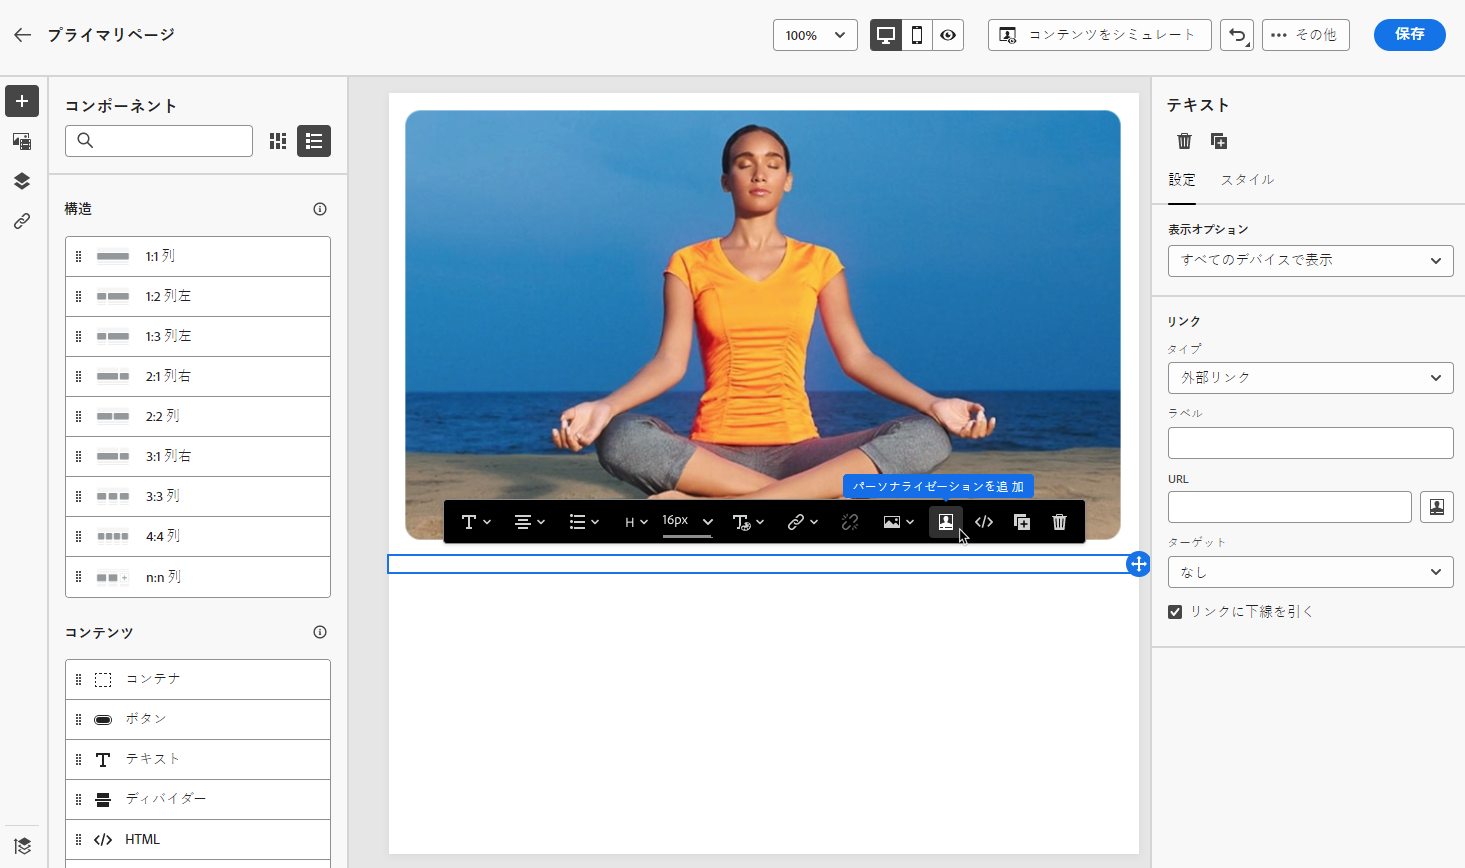 プライマリページ
100%
コンテンツをシミュレート
その他
保存
コンポーネント
構造
1:1 列
1:2 列左
1:3 列左
2:1 列右
2:2 列
3:1 列右
3:3 列
4:4 列
n:n 列
コンテンツ
コンテナ
ボタン
テキスト
ディバイダー
HTML
パーソナライゼーションを追 加
H
16px
テキスト
設定 スタイル
表示オプション
すべてのデバイスで表示
リンク
タイプ
外部リンク
ラベル
URL
ターゲット
なし
リンクに下線を引く